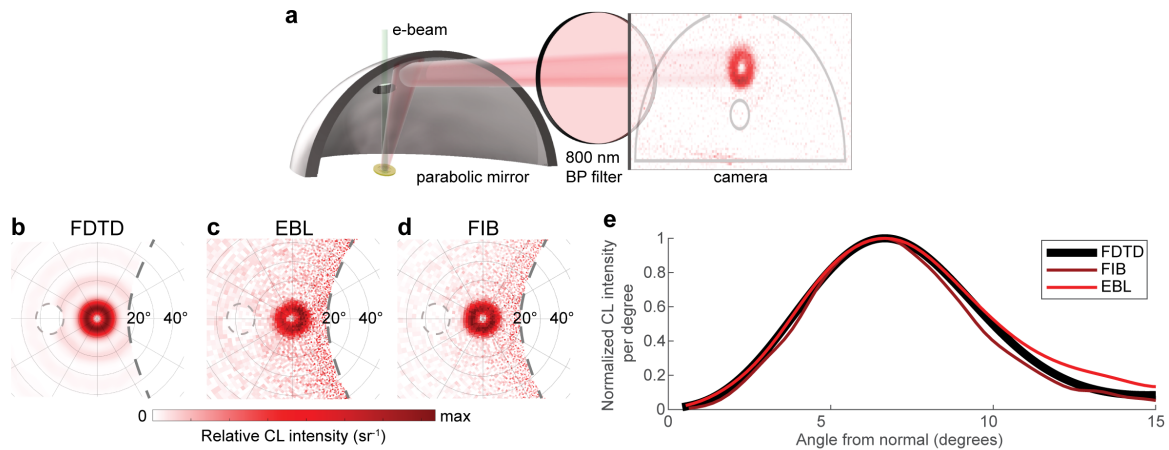 a
e-beam
parabolic mirror
800 nm
BP filter
camera
b
FDTD
20°
40°
c
EBL
20°
40°
d
FIB
20°
40°
0
max
Relative CL intensity (sr⁻¹)
e
Normalized CL intensity
per degree
1
0.8
0.6
0.4
0.2
0
0
5
10
15
Angle from normal (degrees)
FDTD
FIB
EBL